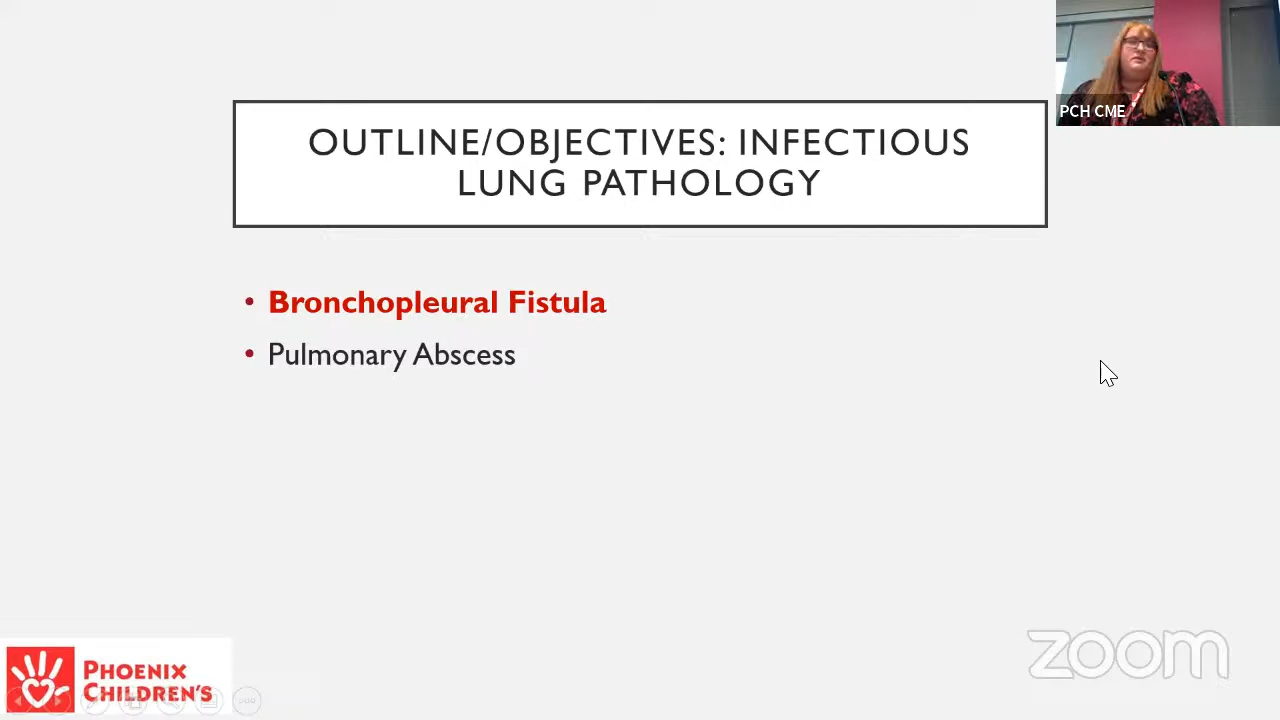 PCH CME
OUTLINE/OBJECTIVES: INFECTIOUS
LUNG PATHOLOGY
• Bronchopleural Fistula
• Pulmonary Abscess
PHOENIX
CHILDREN'S
zoom